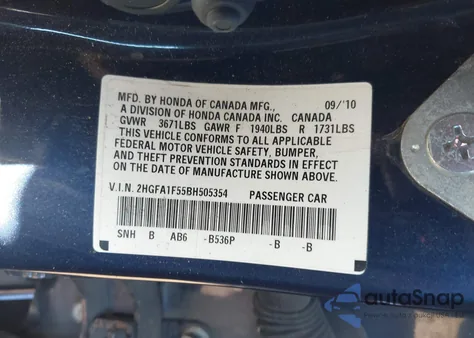 MFD. BY HONDA OF CANADA MFG., 09/'10
A DIVISION OF HONDA CANADA INC. CANADA
GVWR 3671LBS GAWR F 1940LBS R 1731LBS
THIS VEHICLE CONFORMS TO ALL APPLICABLE
FEDERAL MOTOR VEHICLE SAFETY, BUMPER,
AND THEFT PREVENTION STANDARDS IN EFFECT
ON THE DATE OF MANUFACTURE SHOWN ABOVE.
V.I.N. 2HGFA1F55BH505354 PASSENGER CAR
SNH B AB6 -B536P -B -B
autoSnap